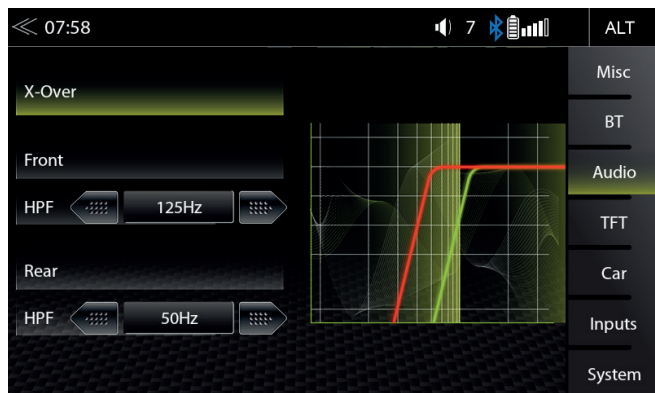 07:58 7 ALT
Misc
X-Over
BT
Front
Audio
HPF 125Hz
TFT
Rear
Car
HPF 50Hz
Inputs
System